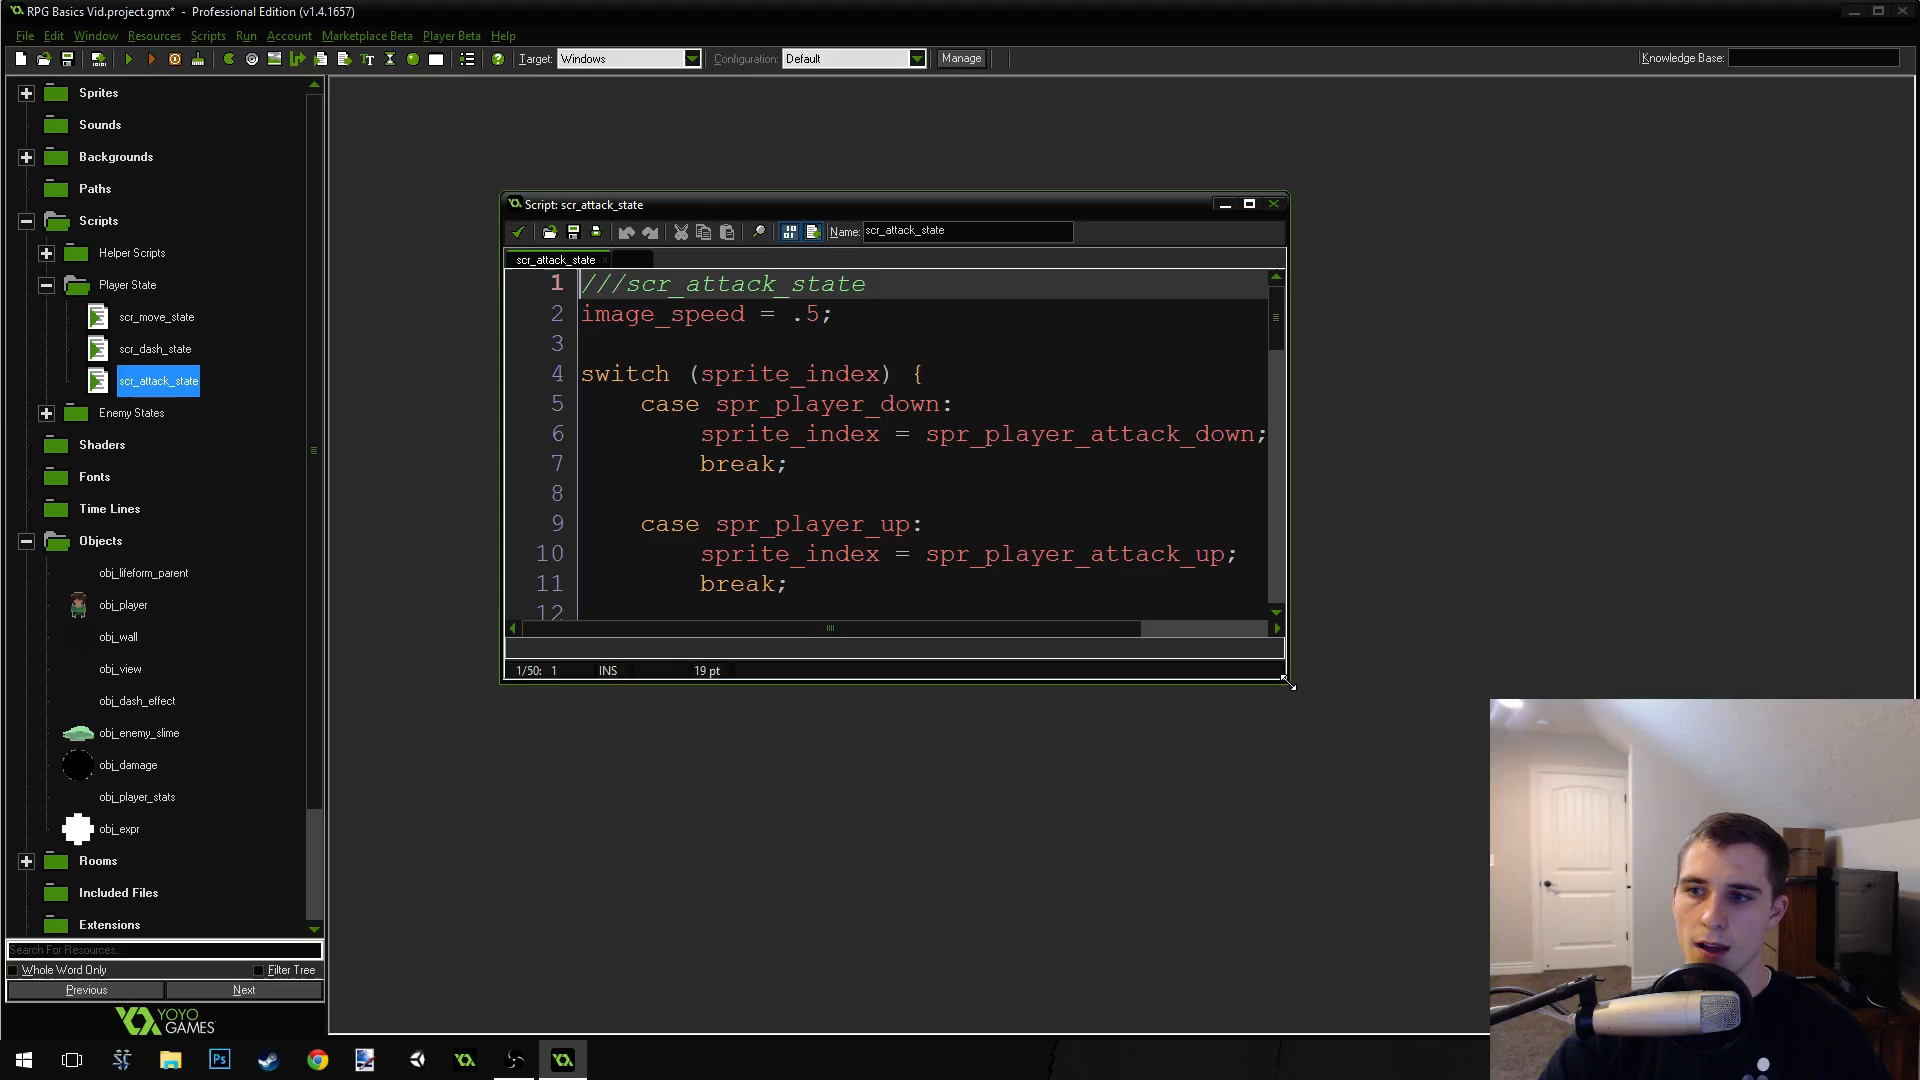 RPG Basics Vid.project.gmx* - Professional Edition (v1.4.1657)
File Edit Window Resources Scripts Run Account Marketplace Beta Player Beta Help
Target: Windows Configuration: Default Manage Knowledge Base:
Sprites
Sounds
Backgrounds
Paths
Scripts
Helper Scripts
Player State
scr_move_state
scr_dash_state
scr_attack_state
Enemy States
Shaders
Fonts
Time Lines
Objects
obj_lifeform_parent
obj_player
obj_wall
obj_view
obj_dash_effect
obj_enemy_slime
obj_damage
obj_player_stats
obj_expr
Rooms
Included Files
Extensions
Search For Resources...
Whole Word Only Filter Tree
Previous Next
YOYO
GAMES
Script: scr_attack_state
Name: scr_attack_state
scr_attack_state
1 ///scr_attack_state
2 image_speed = .5;
3
4 switch (sprite_index) {
5 case spr_player_down:
6 sprite_index = spr_player_attack_down;
7 break;
8
9 case spr_player_up:
10 sprite_index = spr_player_attack_up;
11 break;
12
1/50: 1 INS 19 pt
Ps